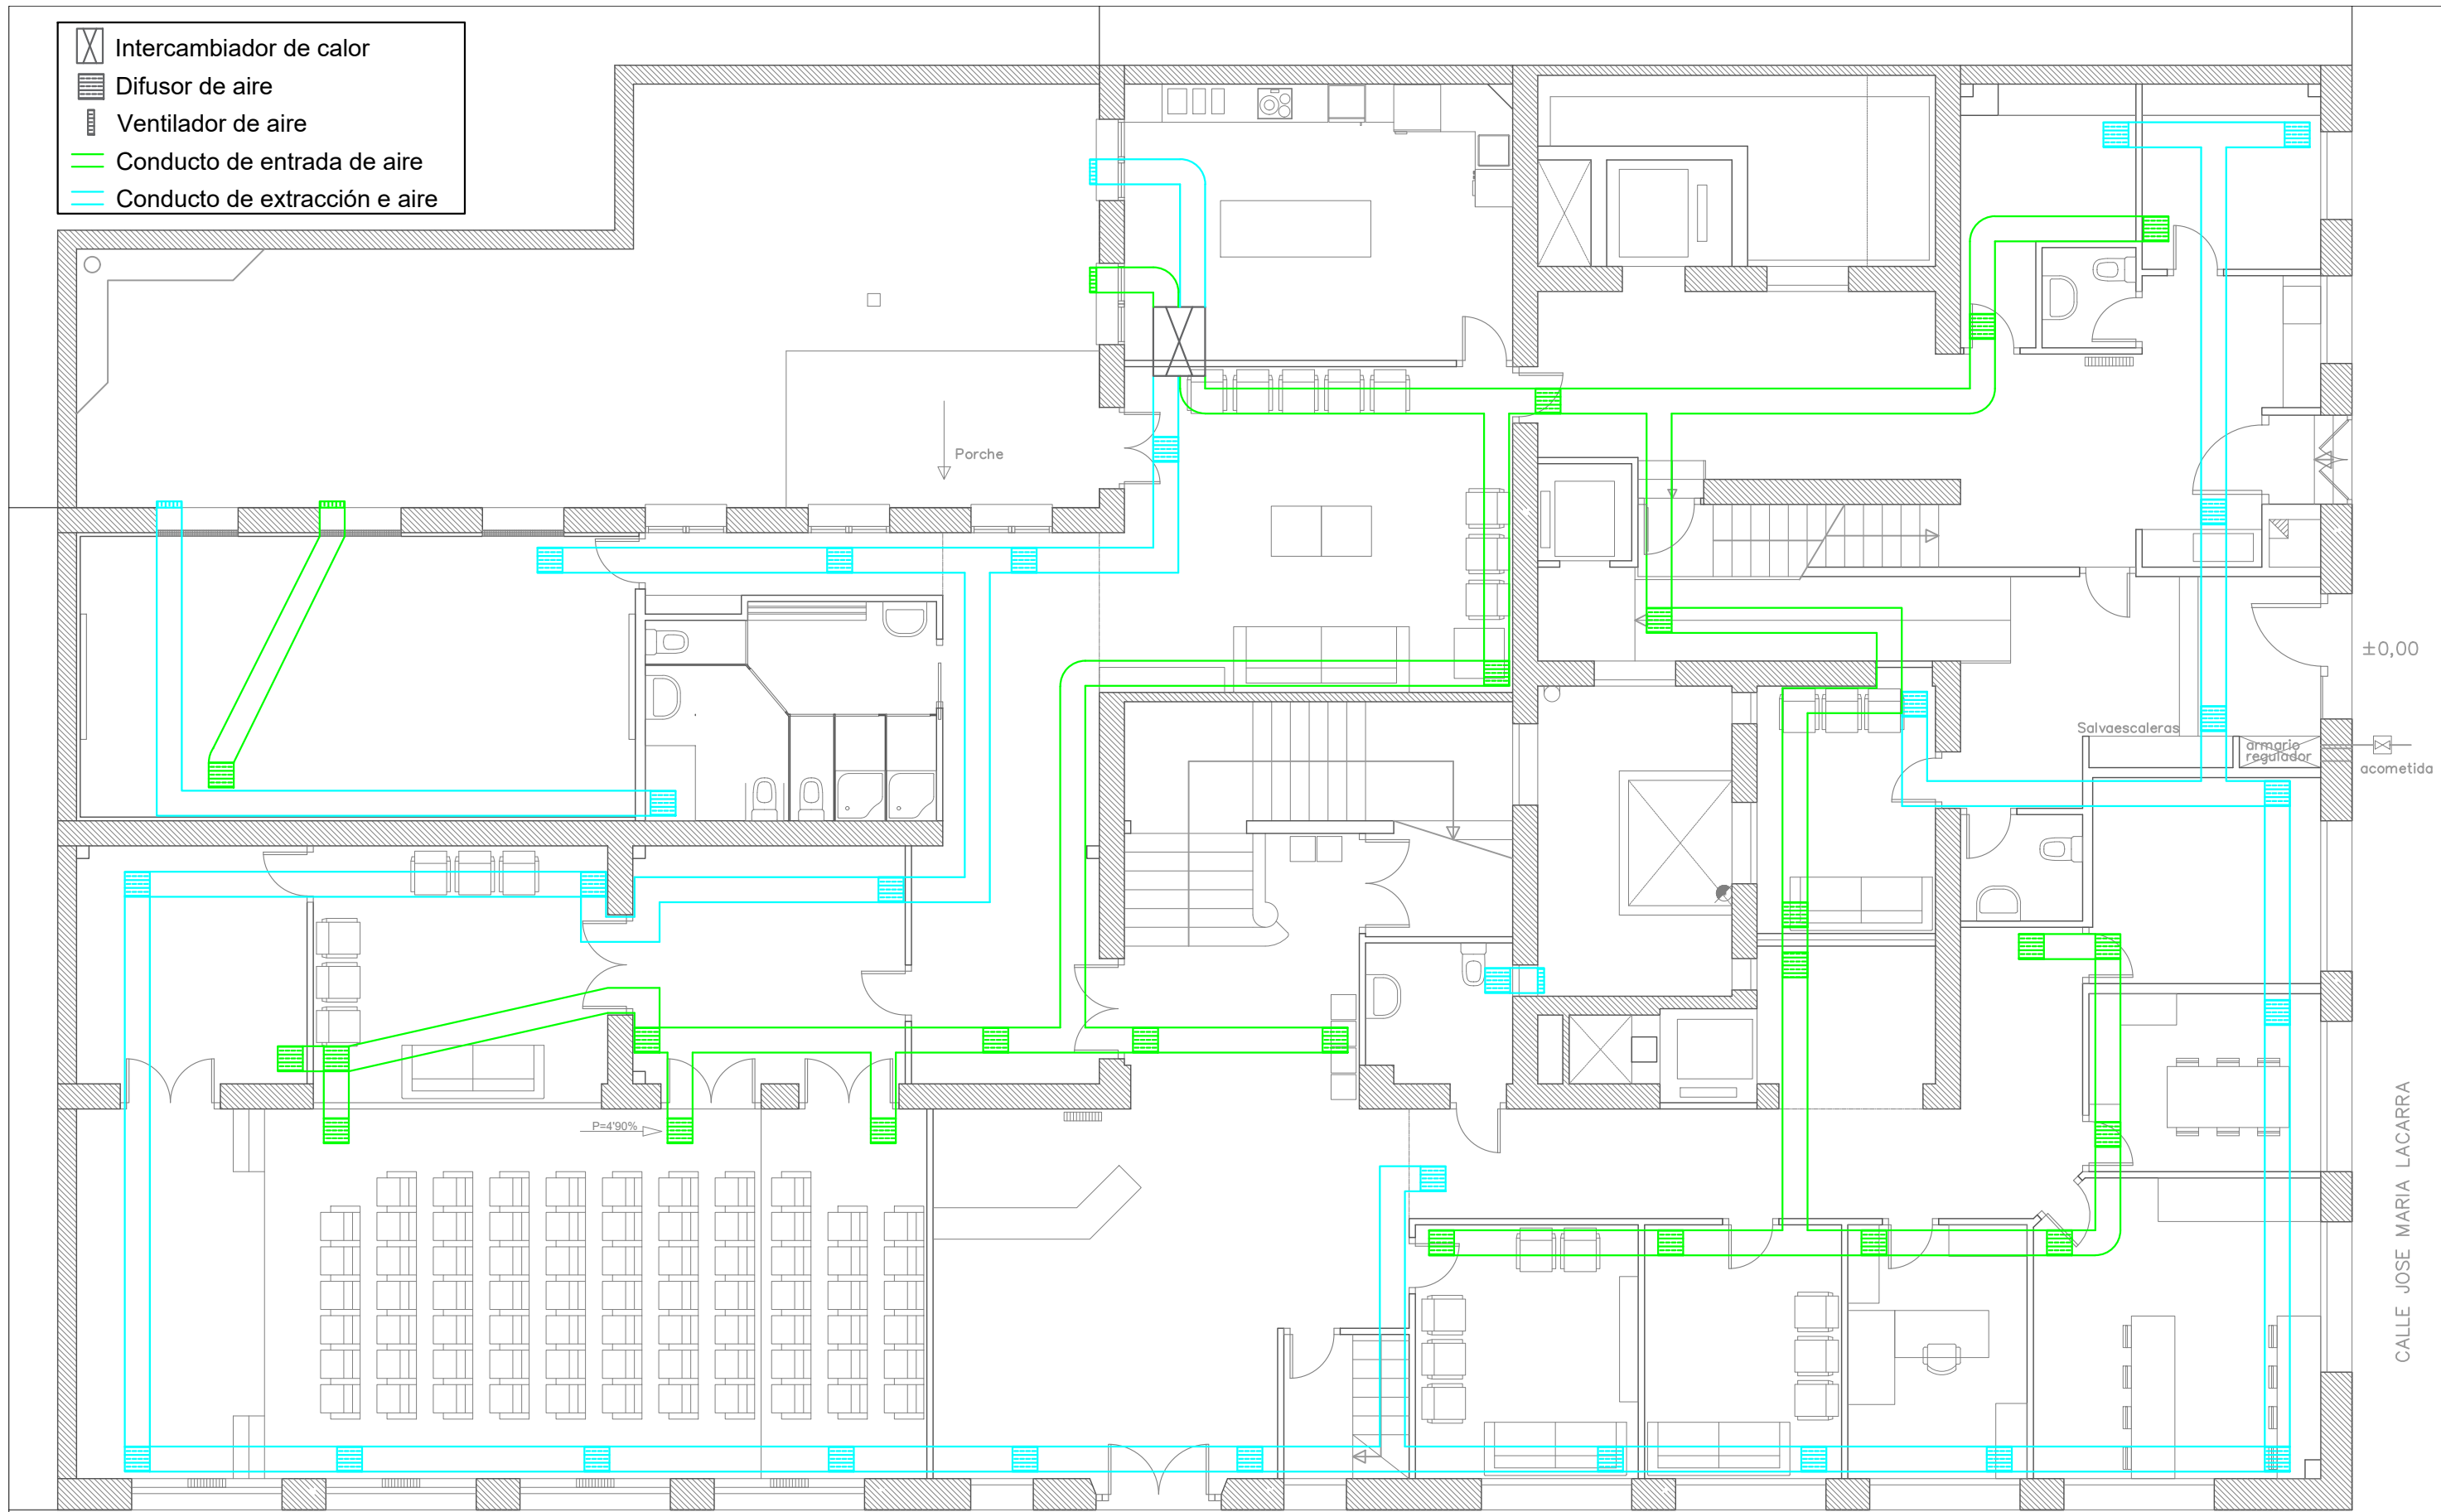 Intercambiador de calor
Difusor de aire
Ventilador de aire
Conducto de entrada de aire
Conducto de extracción e aire
Porche
±0,00
Salvaescaleras
armario
regulador
acometida
P=4'90%
CALLE JOSE MARIA LACARRA